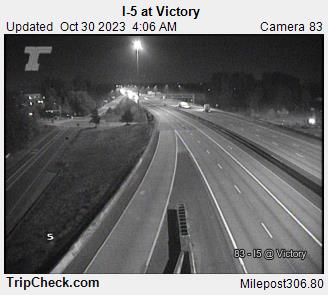 I-5 at Victory
Updated Oct 30 2023 4:06 AM Camera 83
T
S
83 - I5 @ Victory
TripCheck.com Milepost306.80